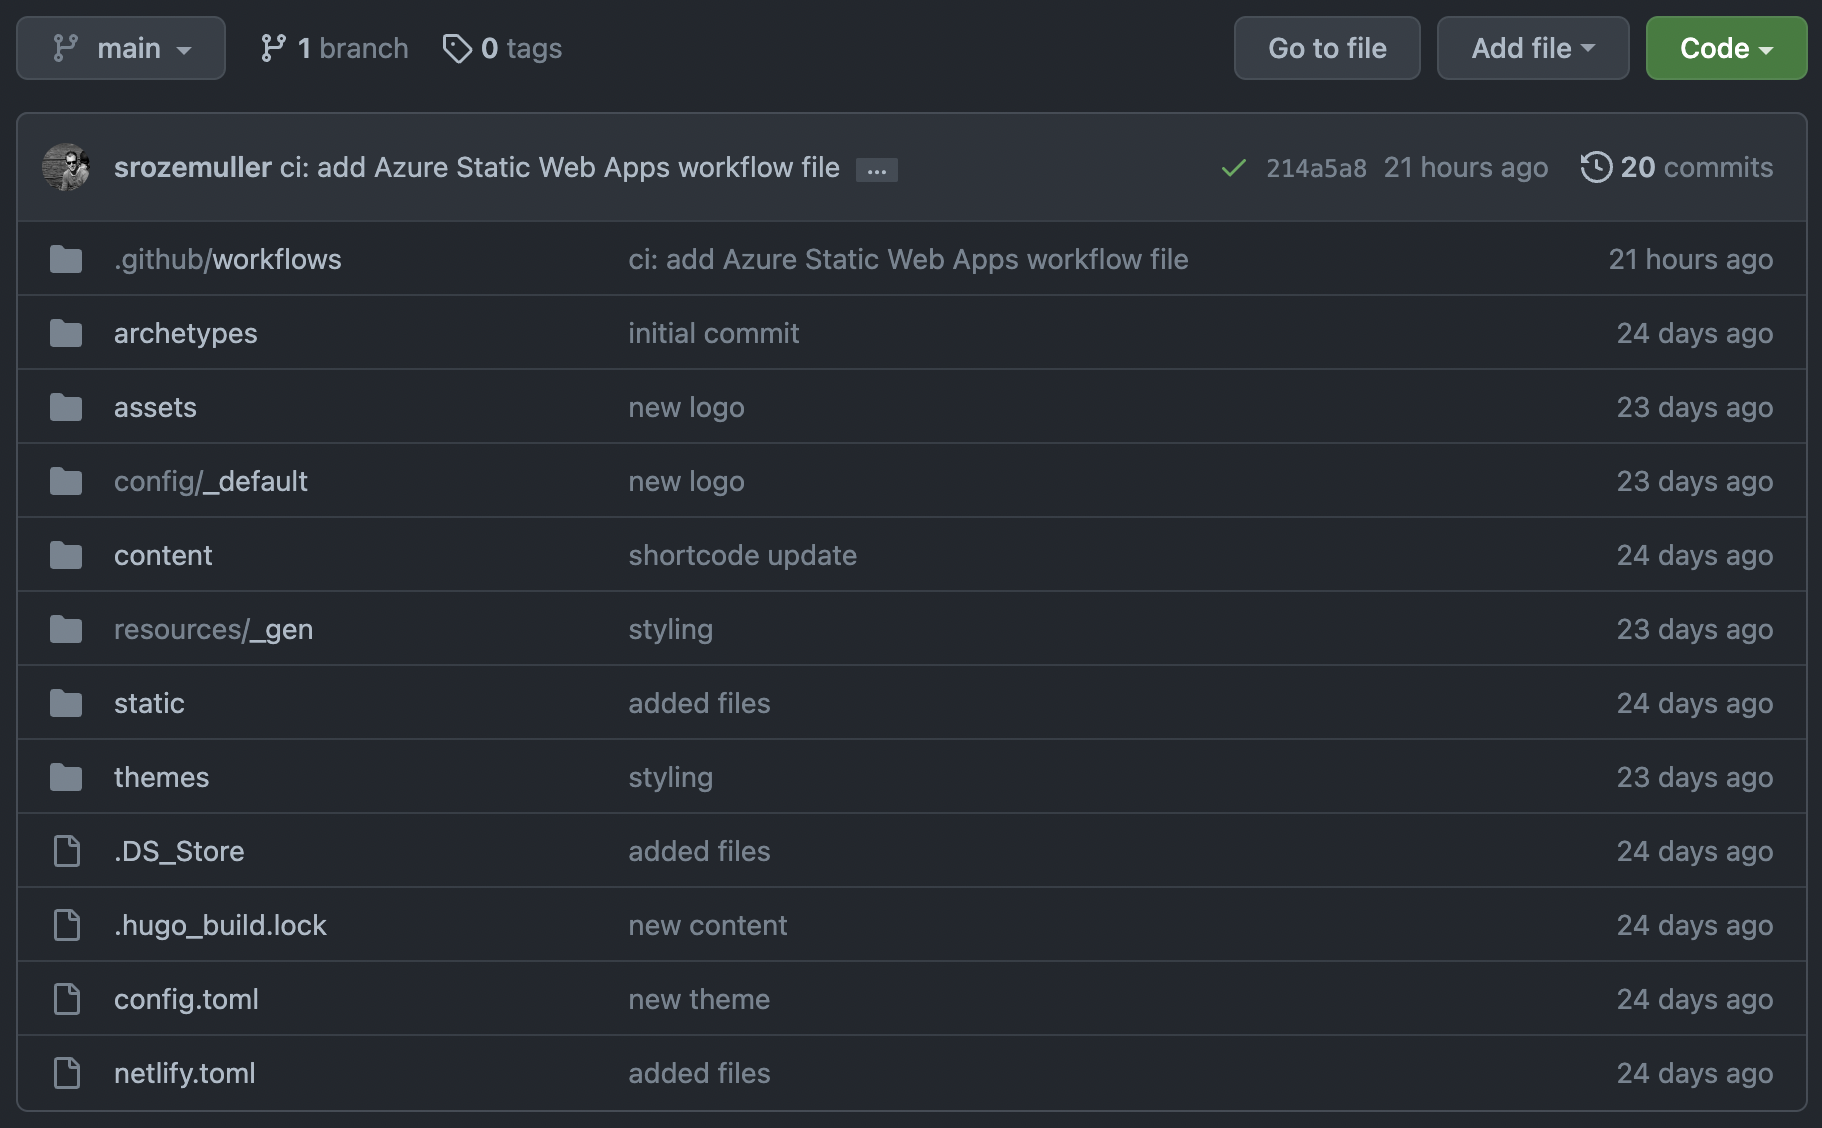 main 1 branch 0 tags Go to file Add file Code
srozemuller ci: add Azure Static Web Apps workflow file ... 214a5a8 21 hours ago 20 commits
.github/workflows ci: add Azure Static Web Apps workflow file 21 hours ago
archetypes initial commit 24 days ago
assets new logo 23 days ago
config/_default new logo 23 days ago
content shortcode update 24 days ago
resources/_gen styling 23 days ago
static added files 24 days ago
themes styling 23 days ago
.DS_Store added files 24 days ago
.hugo_build.lock new content 24 days ago
config.toml new theme 24 days ago
netlify.toml added files 24 days ago